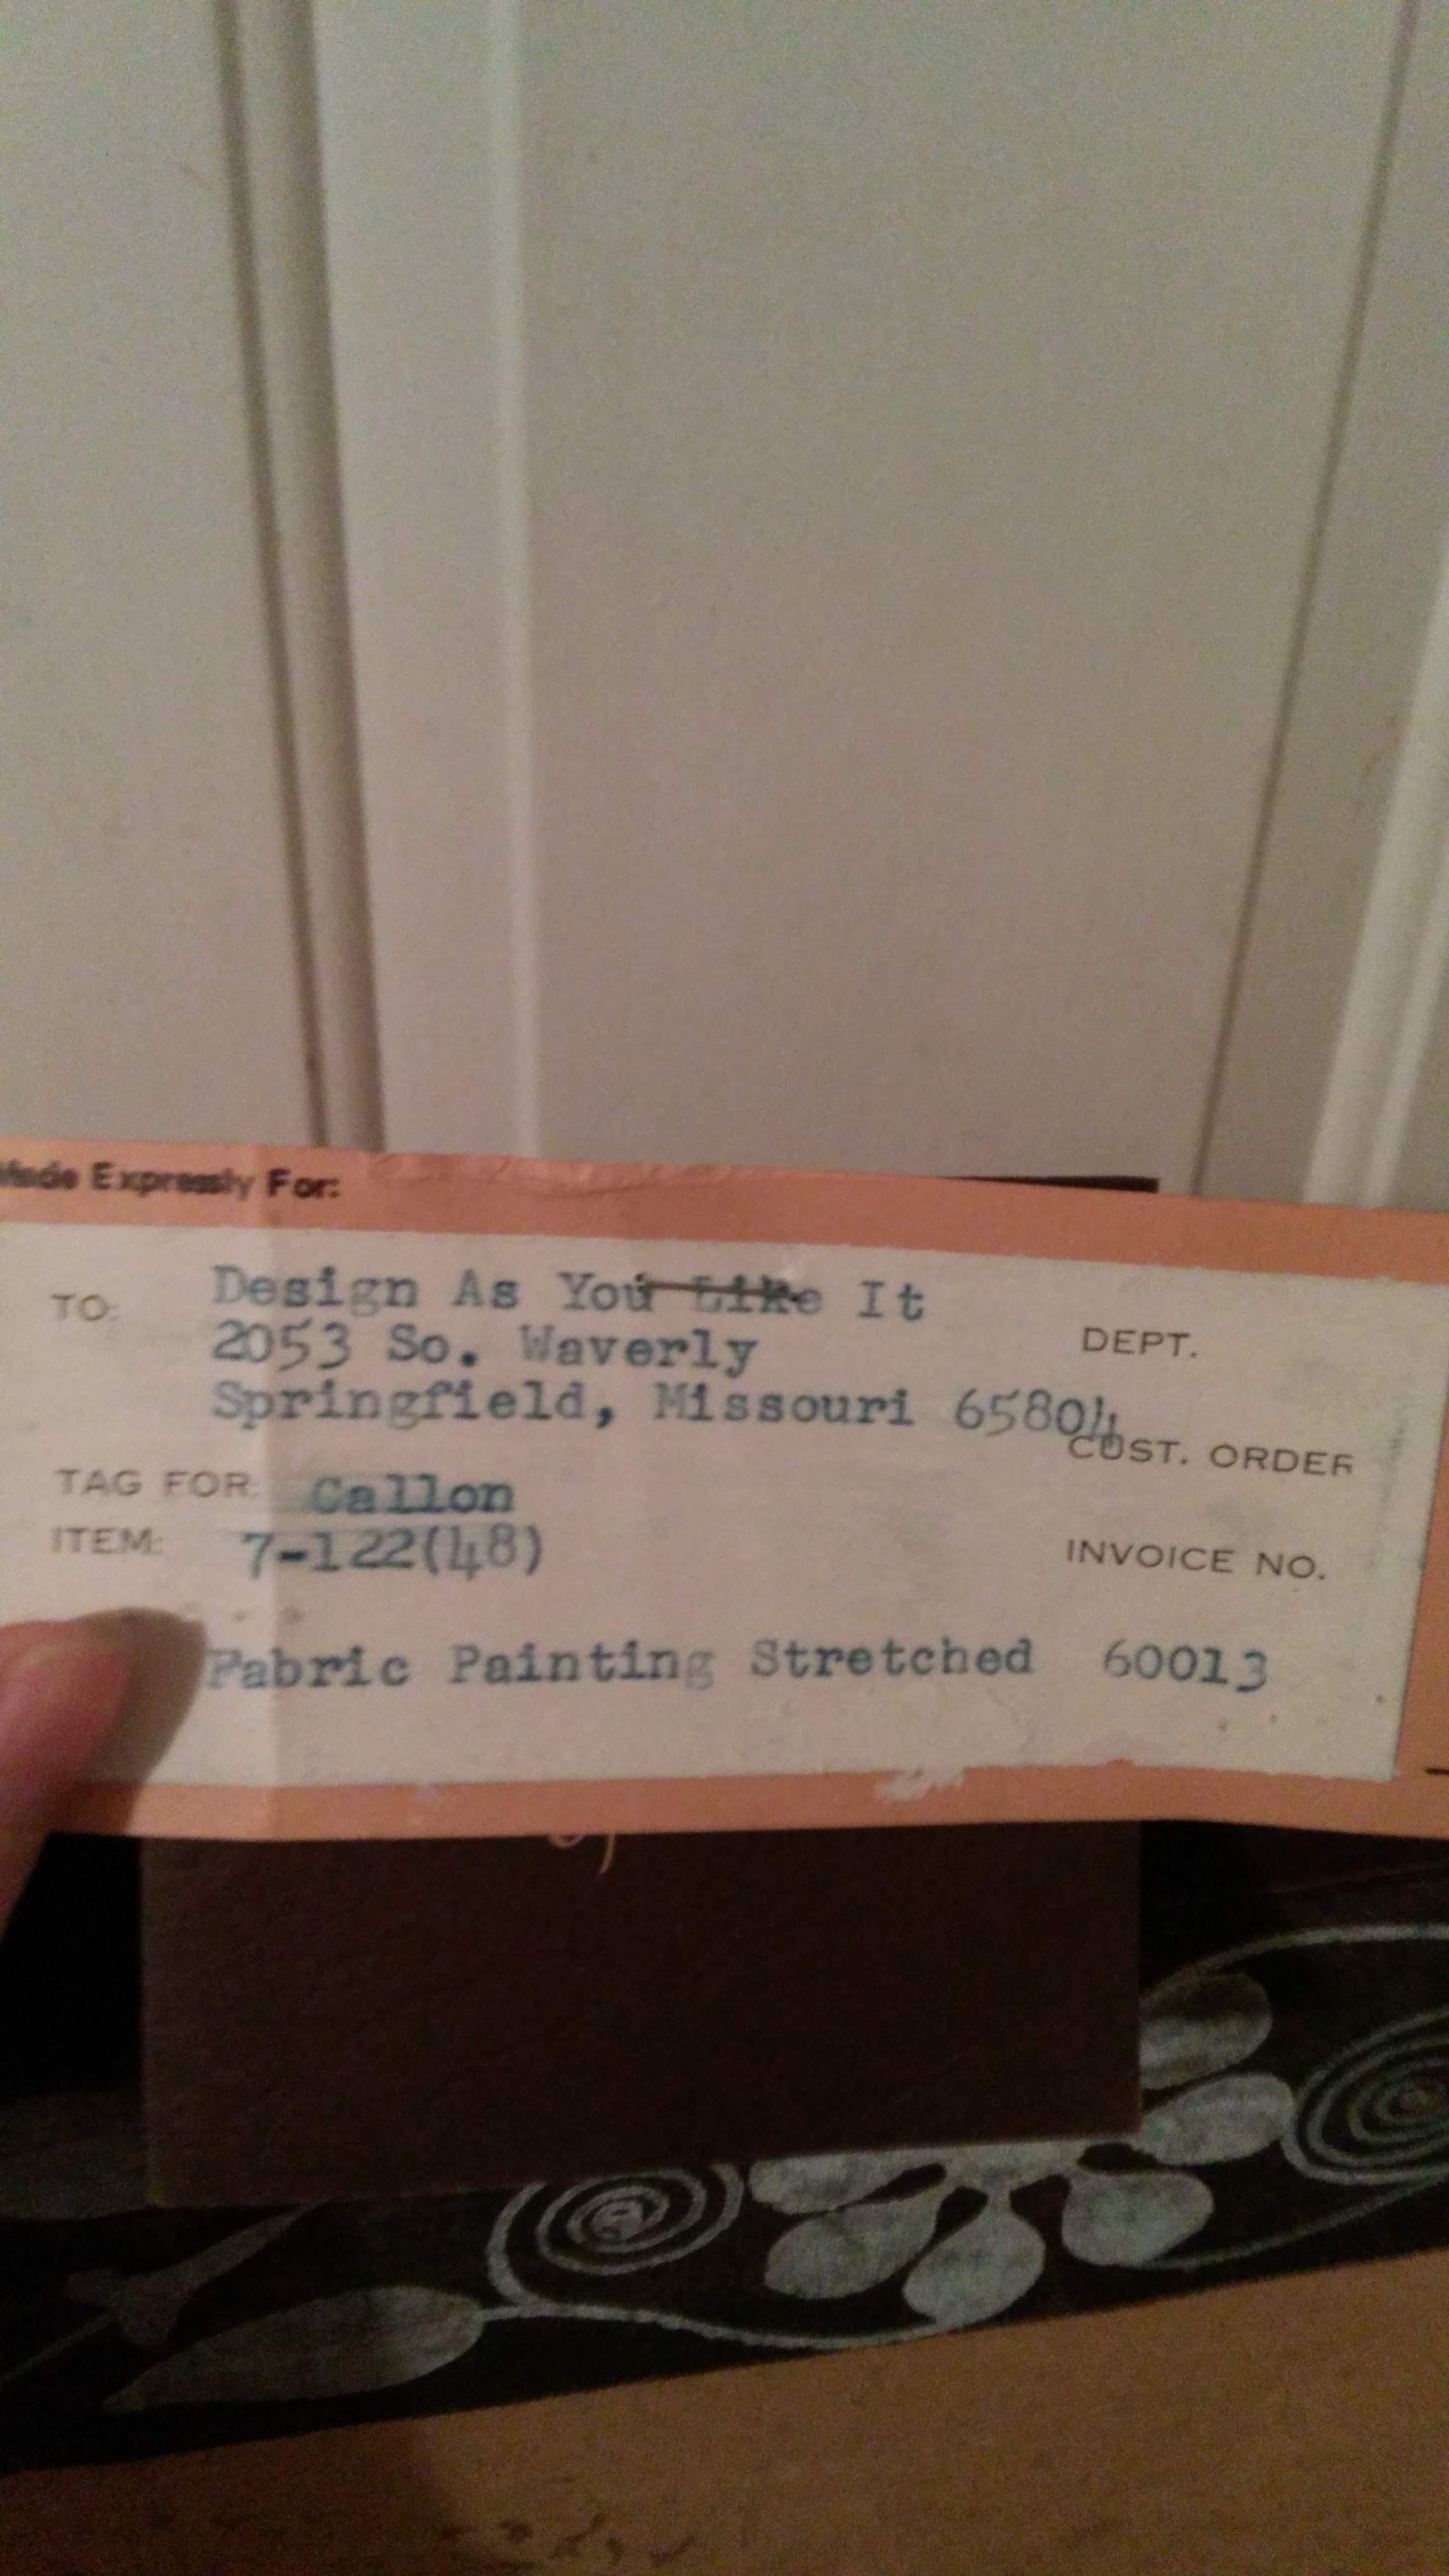 Made Expressly For:
TO: Design As You Like It
2053 So. Waverly
DEPT.
Springfield, Missouri 65804
CUST. ORDER
TAG FOR: Callon
ITEM: 7-122(48)
INVOICE NO.
Fabric Painting Stretched 60013